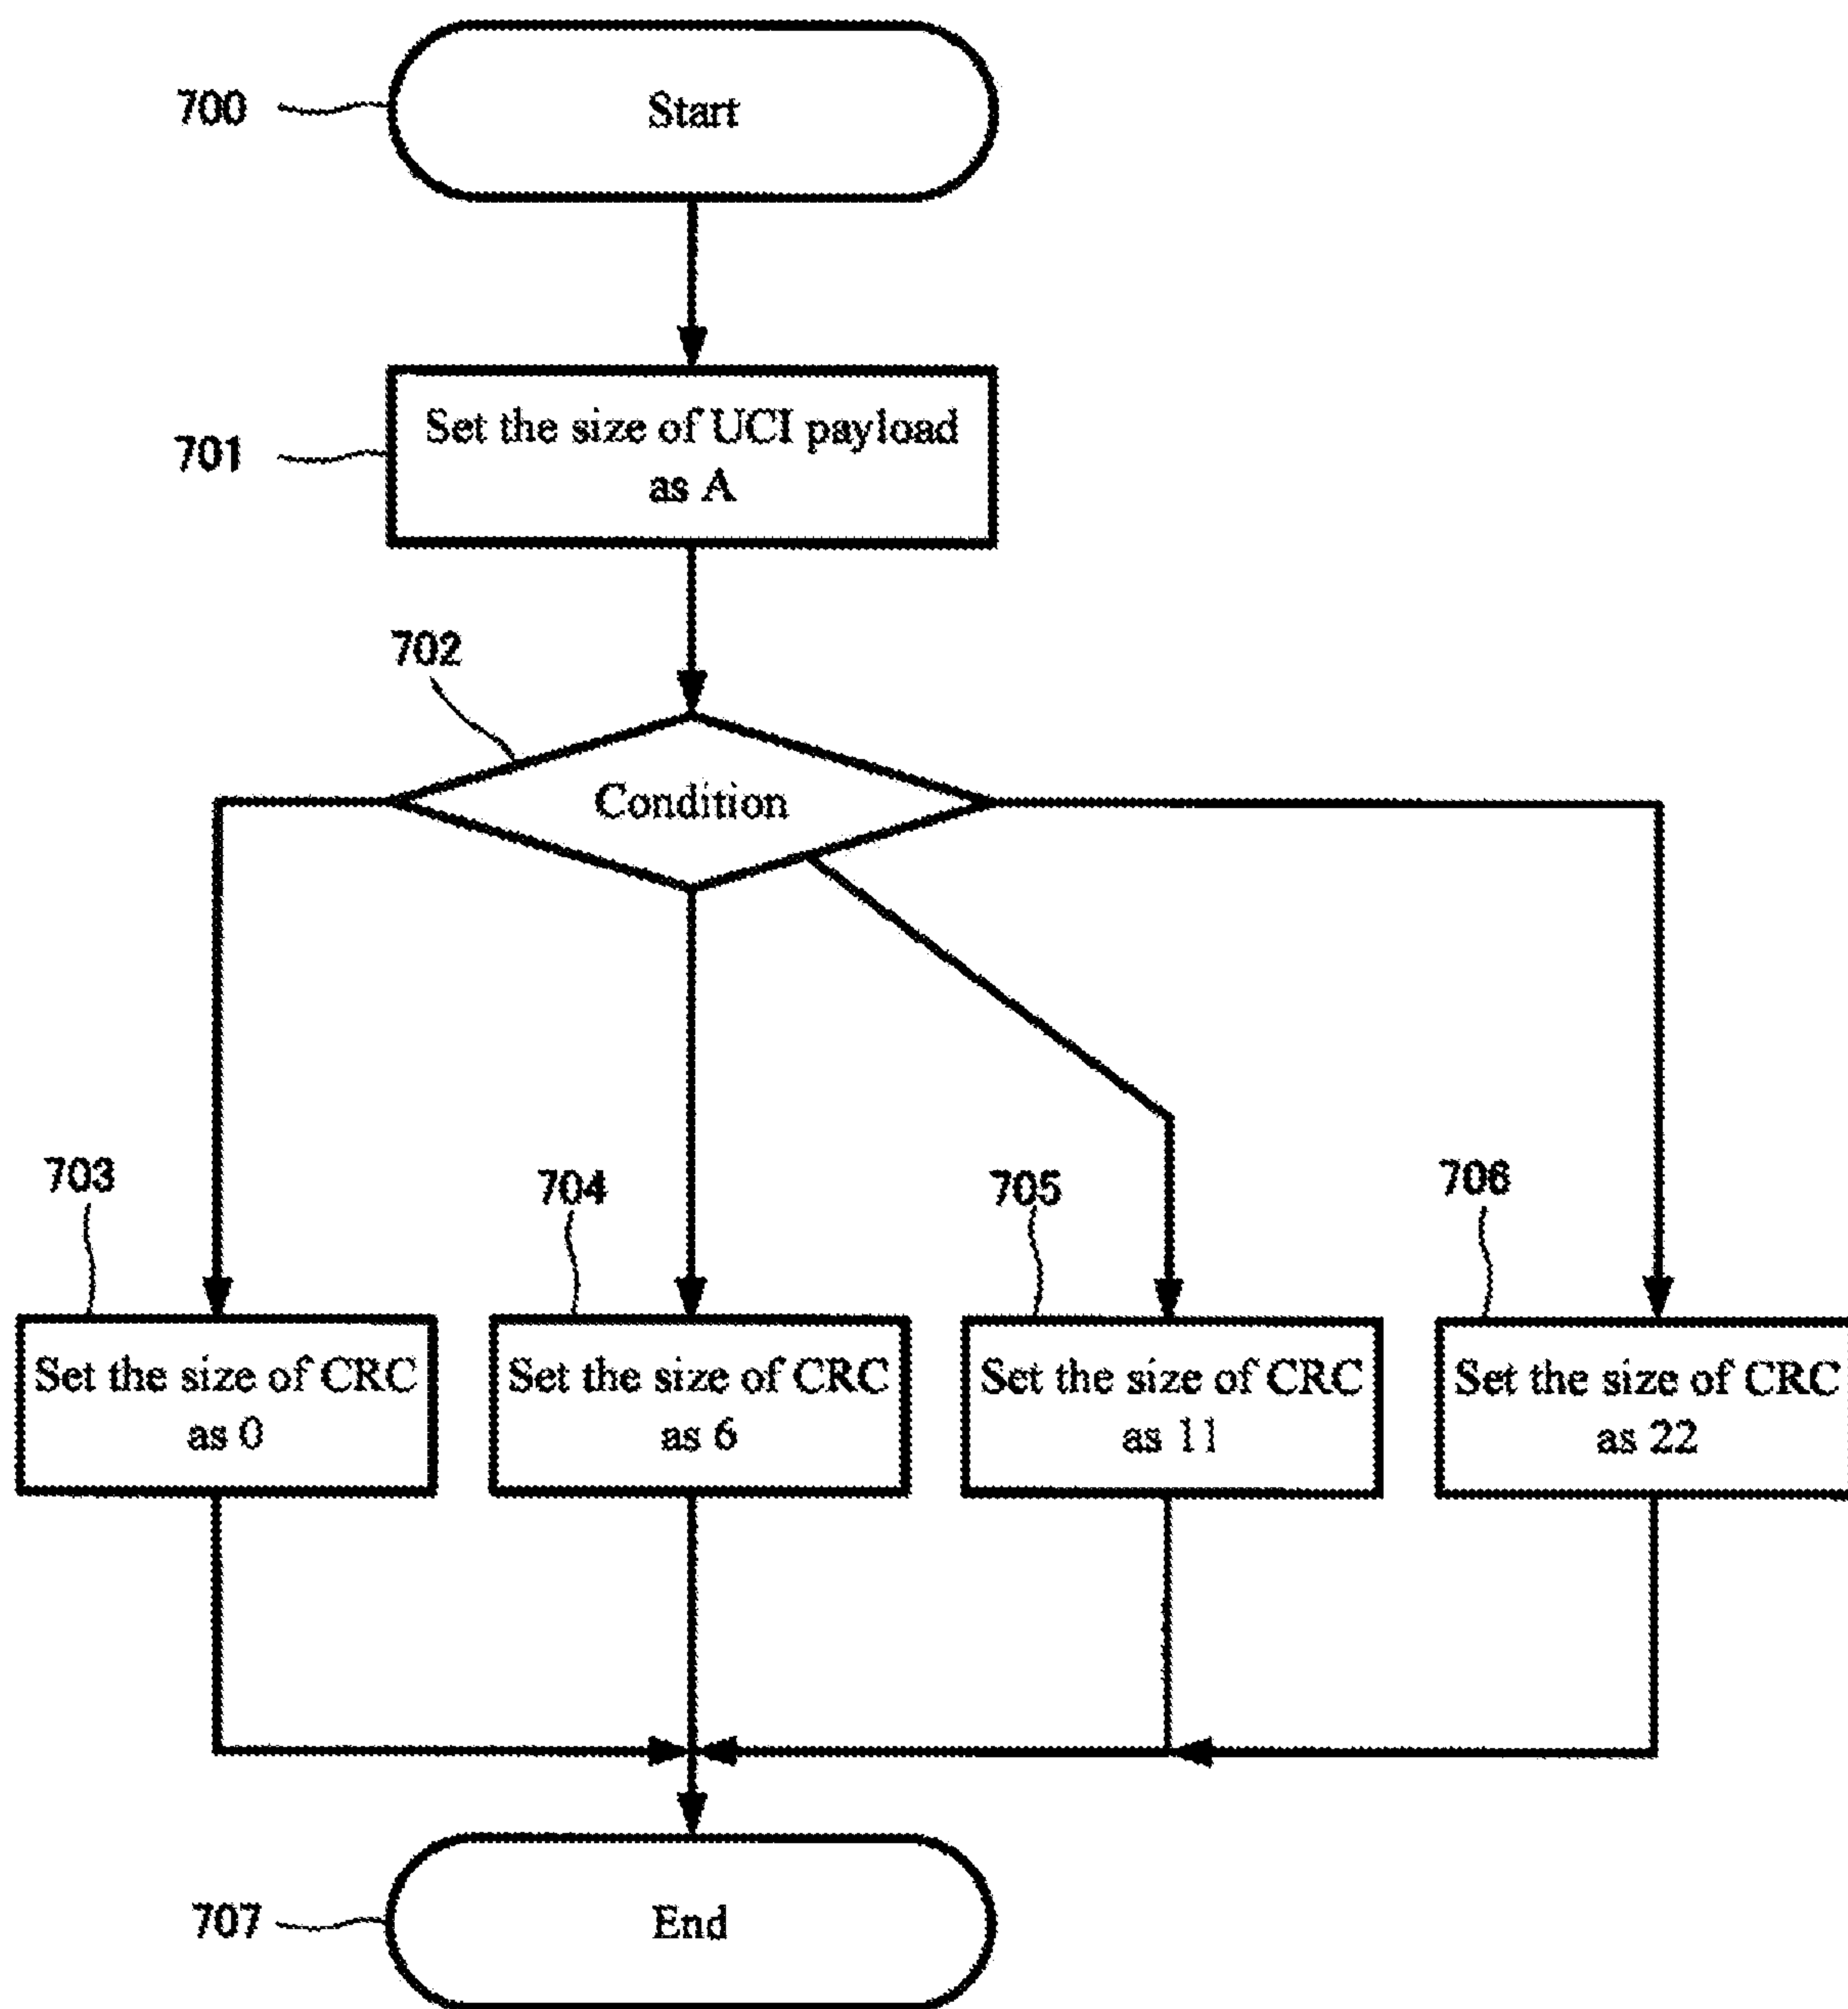 700
Start
701
Set the size of UCI payload
as A
702
Condition
703
704
705
706
Set the size of CRC
as 0
Set the size of CRC
as 6
Set the size of CRC
as 11
Set the size of CRC
as 22
707
End